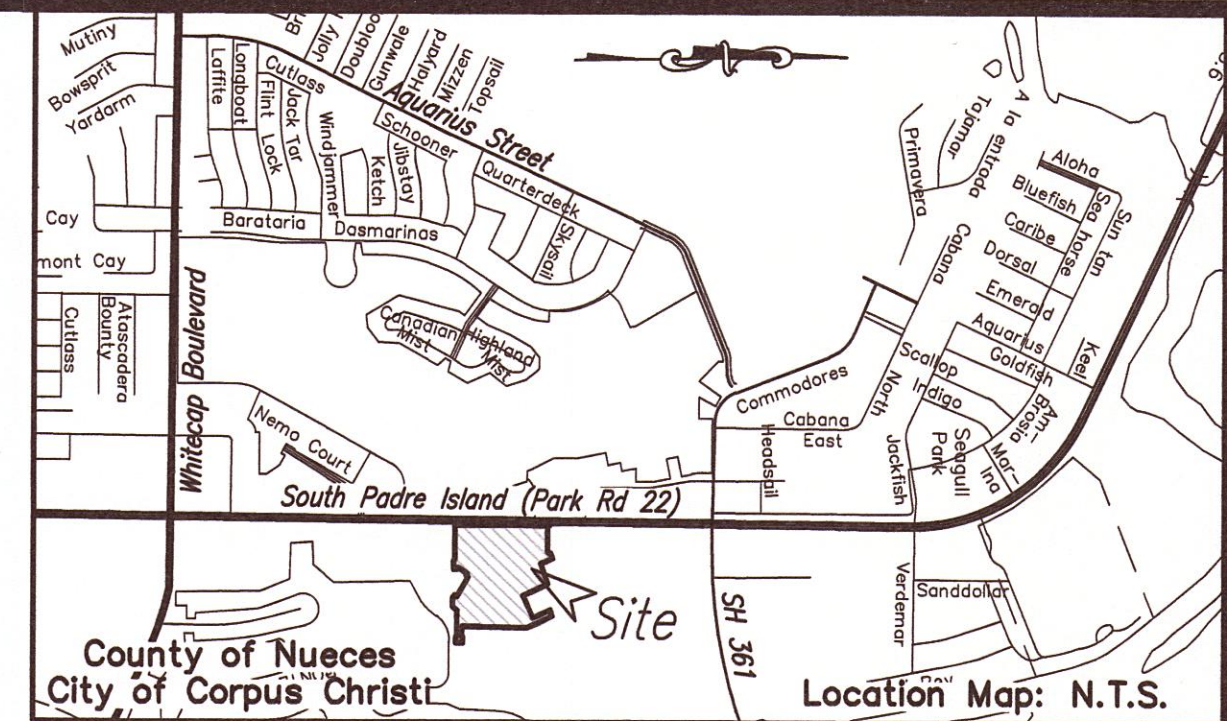 Mutiny
Bowsprit
Yardarm
Laffite
Longboat
Cutlass
Flint Lock
Jack Tar
Windjammer
Jolly
Gunwale
Halyard
Mizzen
Topsail
Aquarius Street
Schooner
Ketch
Jibstay
Quarterdeck
Skysail
Cay
Barataria
Dasmarinas
mont Cay
Cutlass
Atascadera
Bounty
Whitecap Boulevard
Canadian
Mist
Highland
Mist
Nemo Court
South Padre Island (Park Rd 22)
A la entrada
Tajamar
Primavera
Cabana
North
Aloha
Bluefish
Caribe
Dorsal
Emerald
Aquarius
Sea horse
Sun tan
Keel
Goldfish
Scallop
Indigo
Am-
Brosia
Mar-
Ina
Seagull
Park
Jackfish
Commodores
Cabana
East
Headsail
Verdemar
Sanddollar
SH 361
Site
County of Nueces
City of Corpus Christi
Location Map: N.T.S.